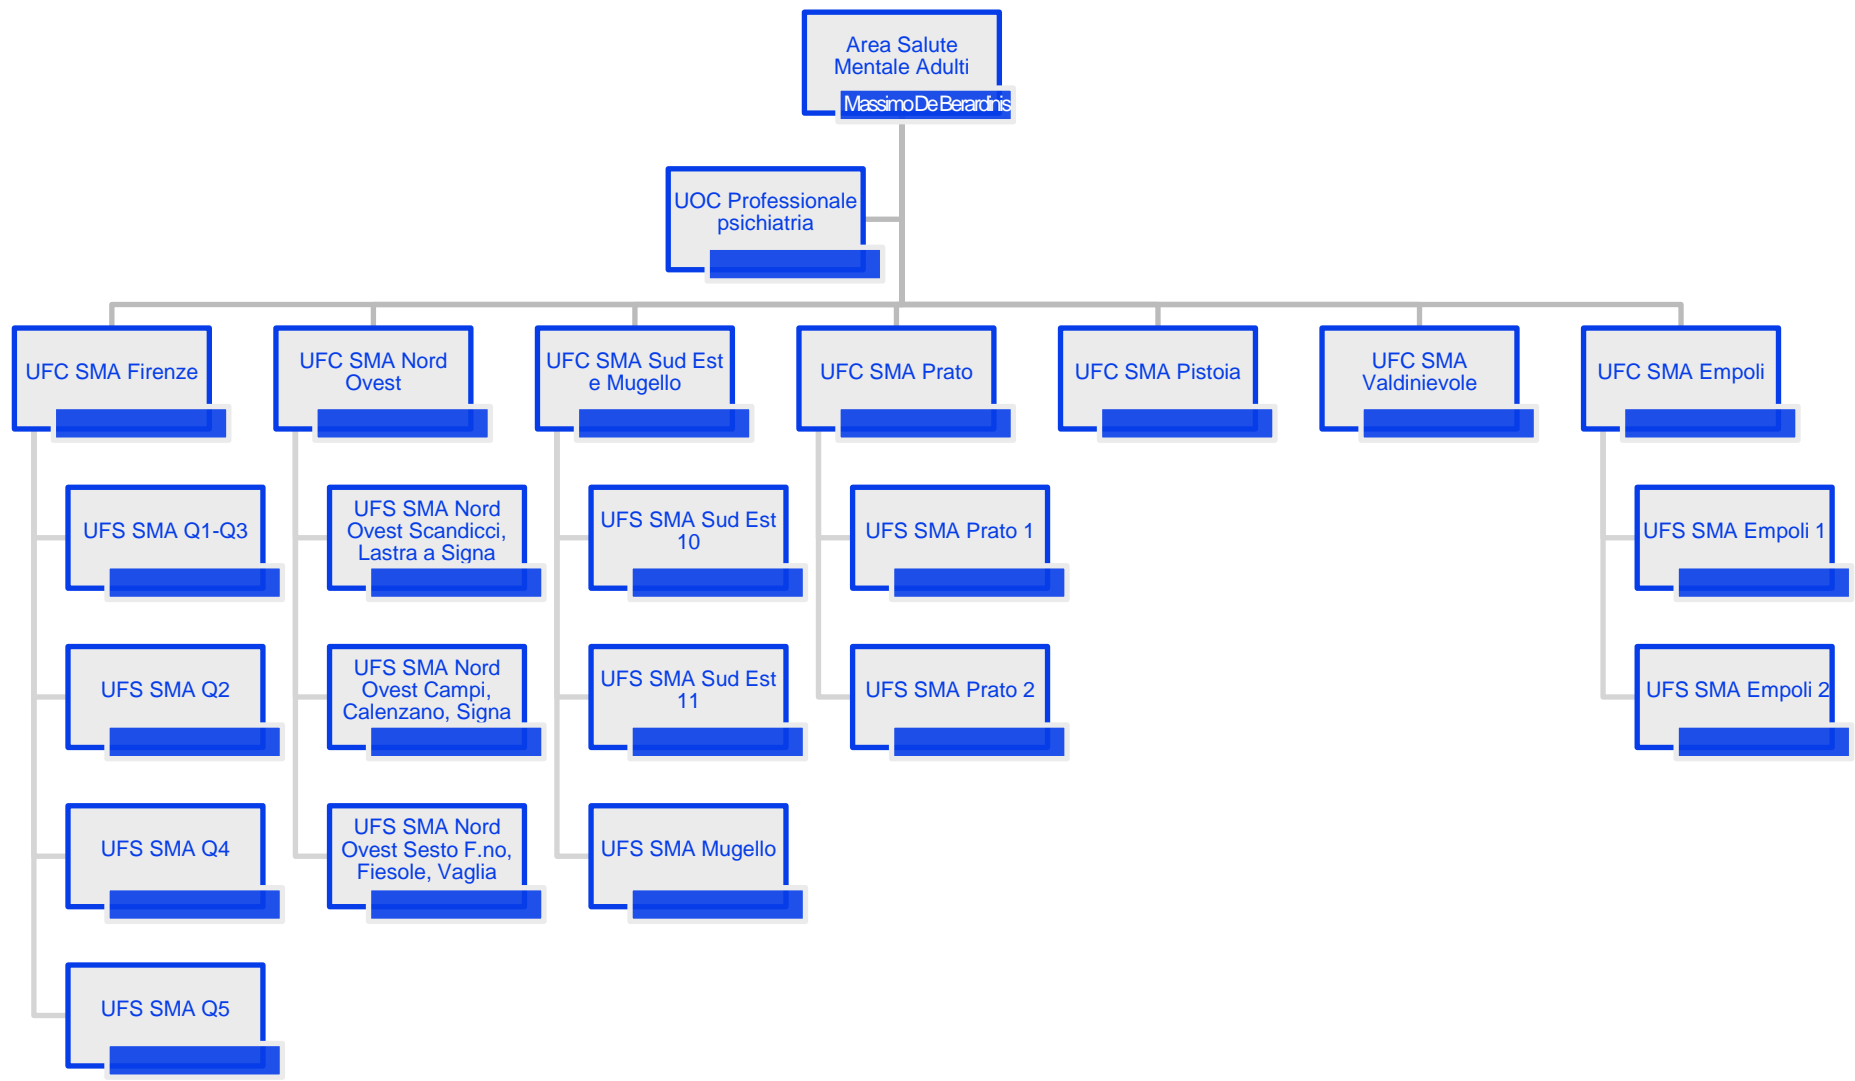 Area Salute
Mentale Adulti
Massimo De Berardinis
UOC Professionale
psichiatria
UFC SMA Firenze
UFC SMA Nord
Ovest
UFC SMA Sud Est
e Mugello
UFC SMA Prato
UFC SMA Pistoia
UFC SMA
Valdinievole
UFC SMA Empoli
UFS SMA Q1-Q3
UFS SMA Nord
Ovest Scandicci,
Lastra a Signa
UFS SMA Sud Est
10
UFS SMA Prato 1
UFS SMA Empoli 1
UFS SMA Q2
UFS SMA Nord
Ovest Campi,
Calenzano, Signa
UFS SMA Sud Est
11
UFS SMA Prato 2
UFS SMA Empoli 2
UFS SMA Q4
UFS SMA Nord
Ovest Sesto F.no,
Fiesole, Vaglia
UFS SMA Mugello
UFS SMA Q5